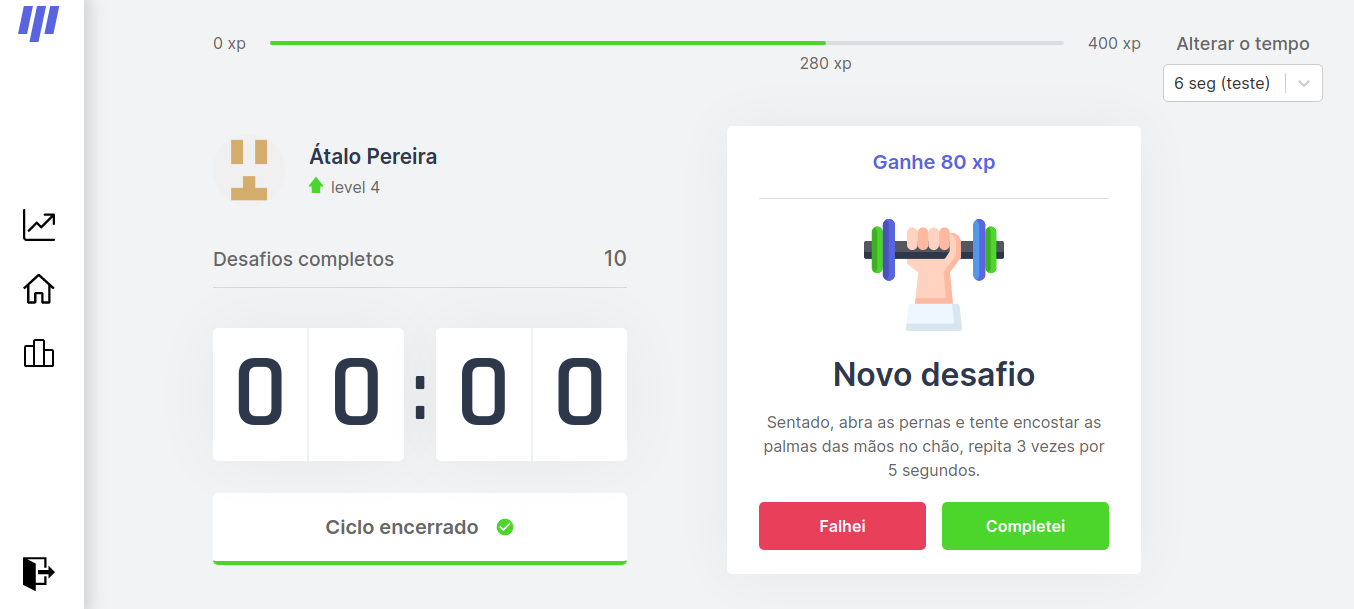 0 xp
400 xp
280 xp
Alterar o tempo
6 seg (teste)
Átalo Pereira
level 4
Desafios completos
10
00:00
Ciclo encerrado
Ganhe 80 xp
Novo desafio
Sentado, abra as pernas e tente encostar as
palmas das mãos no chão, repita 3 vezes por
5 segundos.
Falhei
Completei